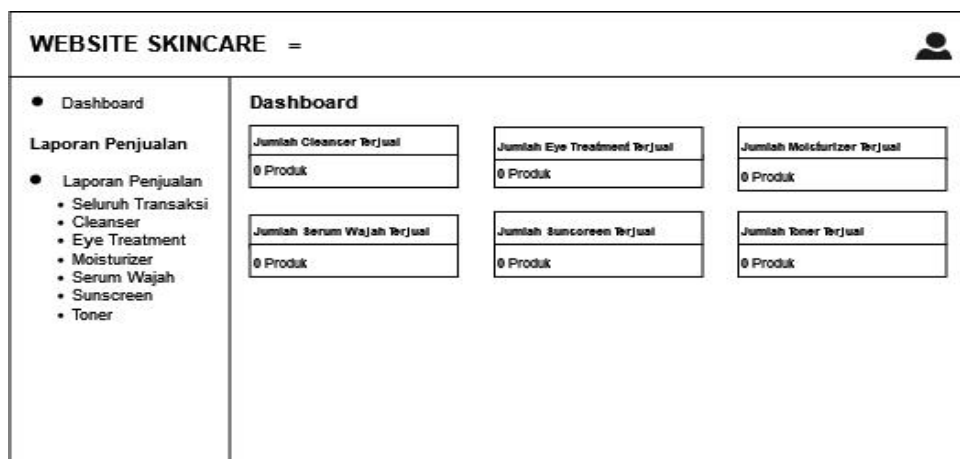 WEBSITE SKINCARE =
Dashboard
Laporan Penjualan
Laporan Penjualan
Seluruh Transaksi
Cleanser
Eye Treatment
Moisturizer
Serum Wajah
Sunscreen
Toner
Dashboard
Jumlah Cleanser Terjual
0 Produk
Jumlah Eye Treatment Terjual
0 Produk
Jumlah Moisturizer Terjual
0 Produk
Jumlah Serum Wajah Terjual
0 Produk
Jumlah Suncoreen Terjual
0 Produk
Jumlah Toner Terjual
0 Produk